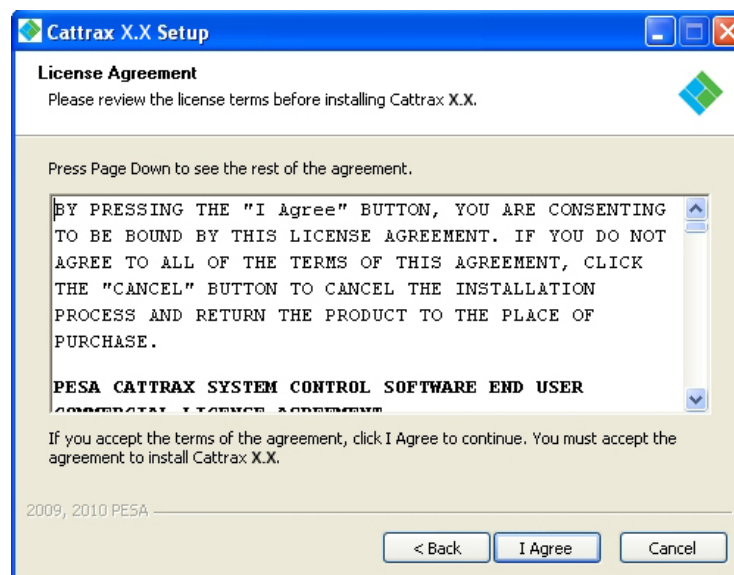 Cattrax X.X Setup
License Agreement
Please review the license terms before installing Cattrax X.X.
Press Page Down to see the rest of the agreement.
BY PRESSING THE "I Agree" BUTTON, YOU ARE CONSENTING
TO BE BOUND BY THIS LICENSE AGREEMENT. IF YOU DO NOT
AGREE TO ALL OF THE TERMS OF THIS AGREEMENT, CLICK
THE "CANCEL" BUTTON TO CANCEL THE INSTALLATION
PROCESS AND RETURN THE PRODUCT TO THE PLACE OF
PURCHASE.
PESA CATTRAX SYSTEM CONTROL SOFTWARE END USER
COMMERCIAL LICENSE AGREEMENT
If you accept the terms of the agreement, click I Agree to continue. You must accept the
agreement to install Cattrax X.X.
2009, 2010 PESA
< Back
I Agree
Cancel